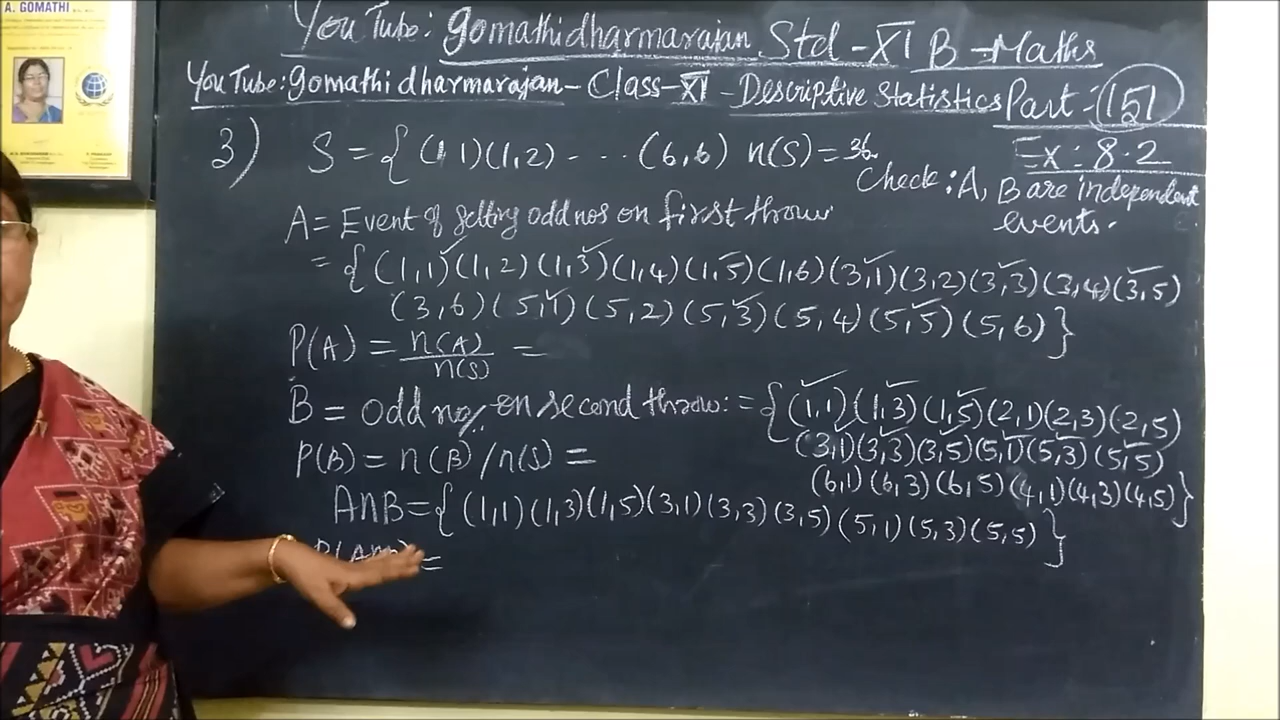 A. GOMATHI
YouTube: gomathidharmarajan Std-XI B-Maths
YouTube: gomathi dharmarajan - Class-XI - Descriptive Statistics Part: 151
Ex: 8.2
3) S = { (1,1)(1,2) ... (6,6) n(S) = 36.
Check: A, B are independent
events.
A = Event of getting odd nos on first throw
= { (1,1)(1,2)(1,3)(1,4)(1,5)(1,6)(3,1)(3,2)(3,3)(3,4)(3,5)
(3,6)(5,1)(5,2)(5,3)(5,4)(5,5)(5,6) }
P(A) = n(A)/n(S) =
B = odd no. on second throw: = { (1,1)(1,3)(1,5)(2,1)(2,3)(2,5)
(3,1)(3,3)(3,5)(5,1)(5,3)(5,5)
(6,1)(6,3)(6,5)(4,1)(4,3)(4,5) }
P(B) = n(B)/n(S) =
A∩B = { (1,1)(1,3)(1,5)(3,1)(3,3)(3,5)(5,1)(5,3)(5,5) }
P(A∩B) =